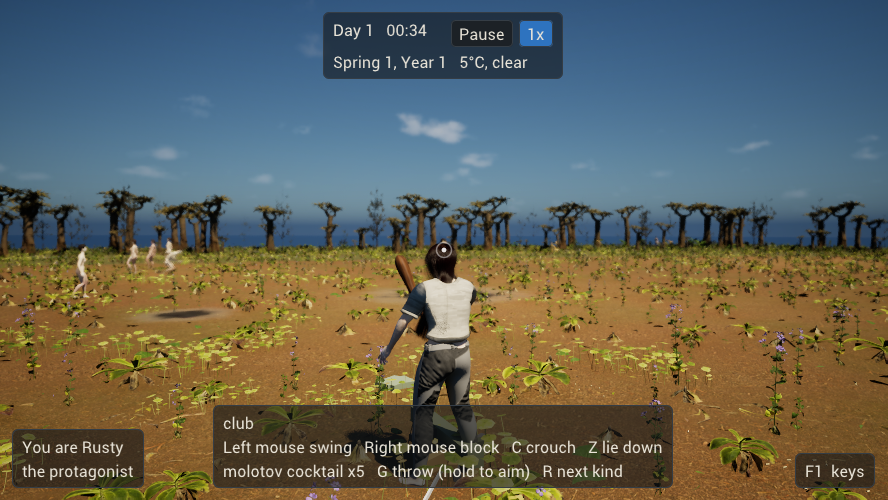 Day 1 00:34 Pause 1x
Spring 1, Year 1 5°C, clear
club
Left mouse swing Right mouse block C crouch Z lie down
molotov cocktail x5 G throw (hold to aim) R next kind
You are Rusty
the protagonist
F1 keys